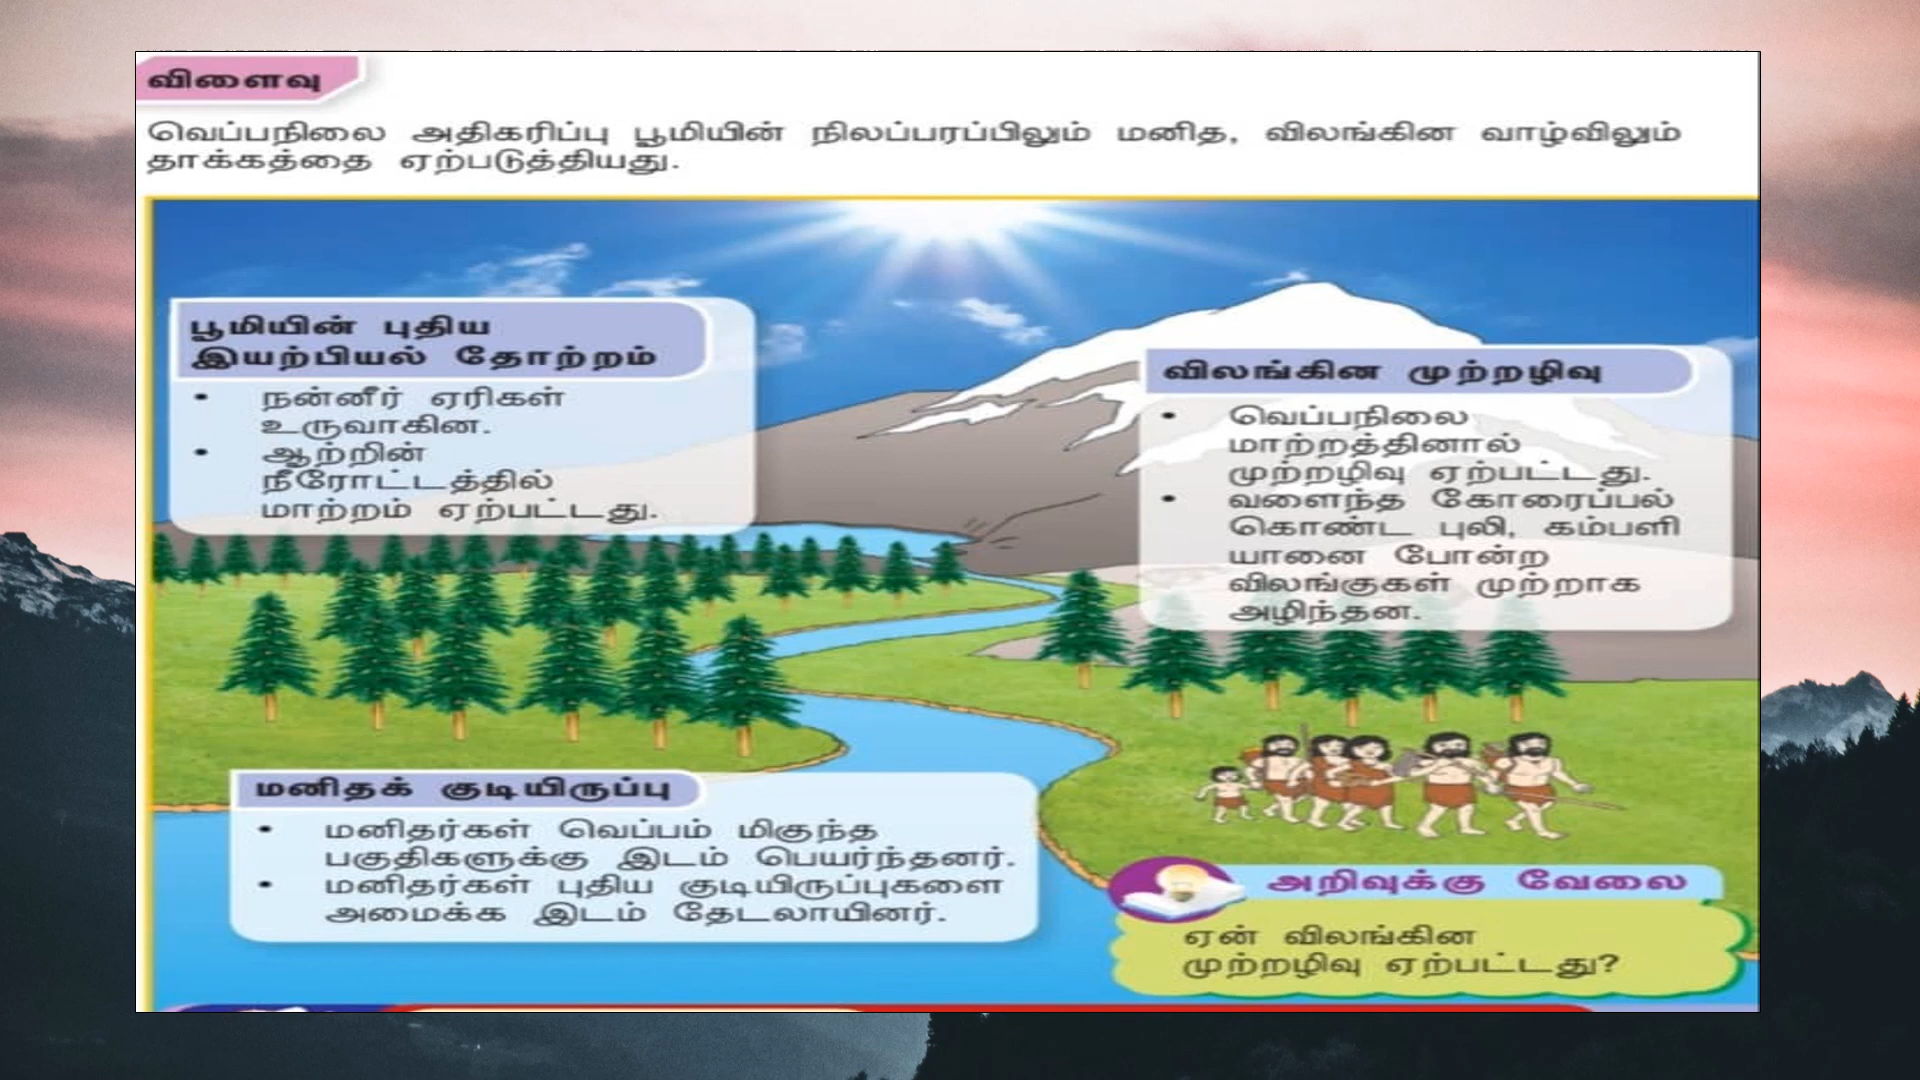 விளைவு
வெப்பநிலை அதிகரிப்பு பூமியின் நிலப்பரப்பிலும் மனித, விலங்கின வாழ்விலும்
தாக்கத்தை ஏற்படுத்தியது.
பூமியின் புதிய
இயற்பியல் தோற்றம்
• நன்னீர் ஏரிகள்
உருவாகின.
• ஆற்றின்
நீரோட்டத்தில்
மாற்றம் ஏற்பட்டது.
விலங்கின முற்றழிவு
• வெப்பநிலை
மாற்றத்தினால்
முற்றழிவு ஏற்பட்டது.
• வளைந்த கோரைப்பல்
கொண்ட புலி, கம்பளி
யானை போன்ற
விலங்குகள் முற்றாக
அழிந்தன.
மனிதக் குடியிருப்பு
• மனிதர்கள் வெப்பம் மிகுந்த
பகுதிகளுக்கு இடம் பெயர்ந்தனர்.
• மனிதர்கள் புதிய குடியிருப்புகளை
அமைக்க இடம் தேடலாயினர்.
அறிவுக்கு வேலை
ஏன் விலங்கின
முற்றழிவு ஏற்பட்டது?